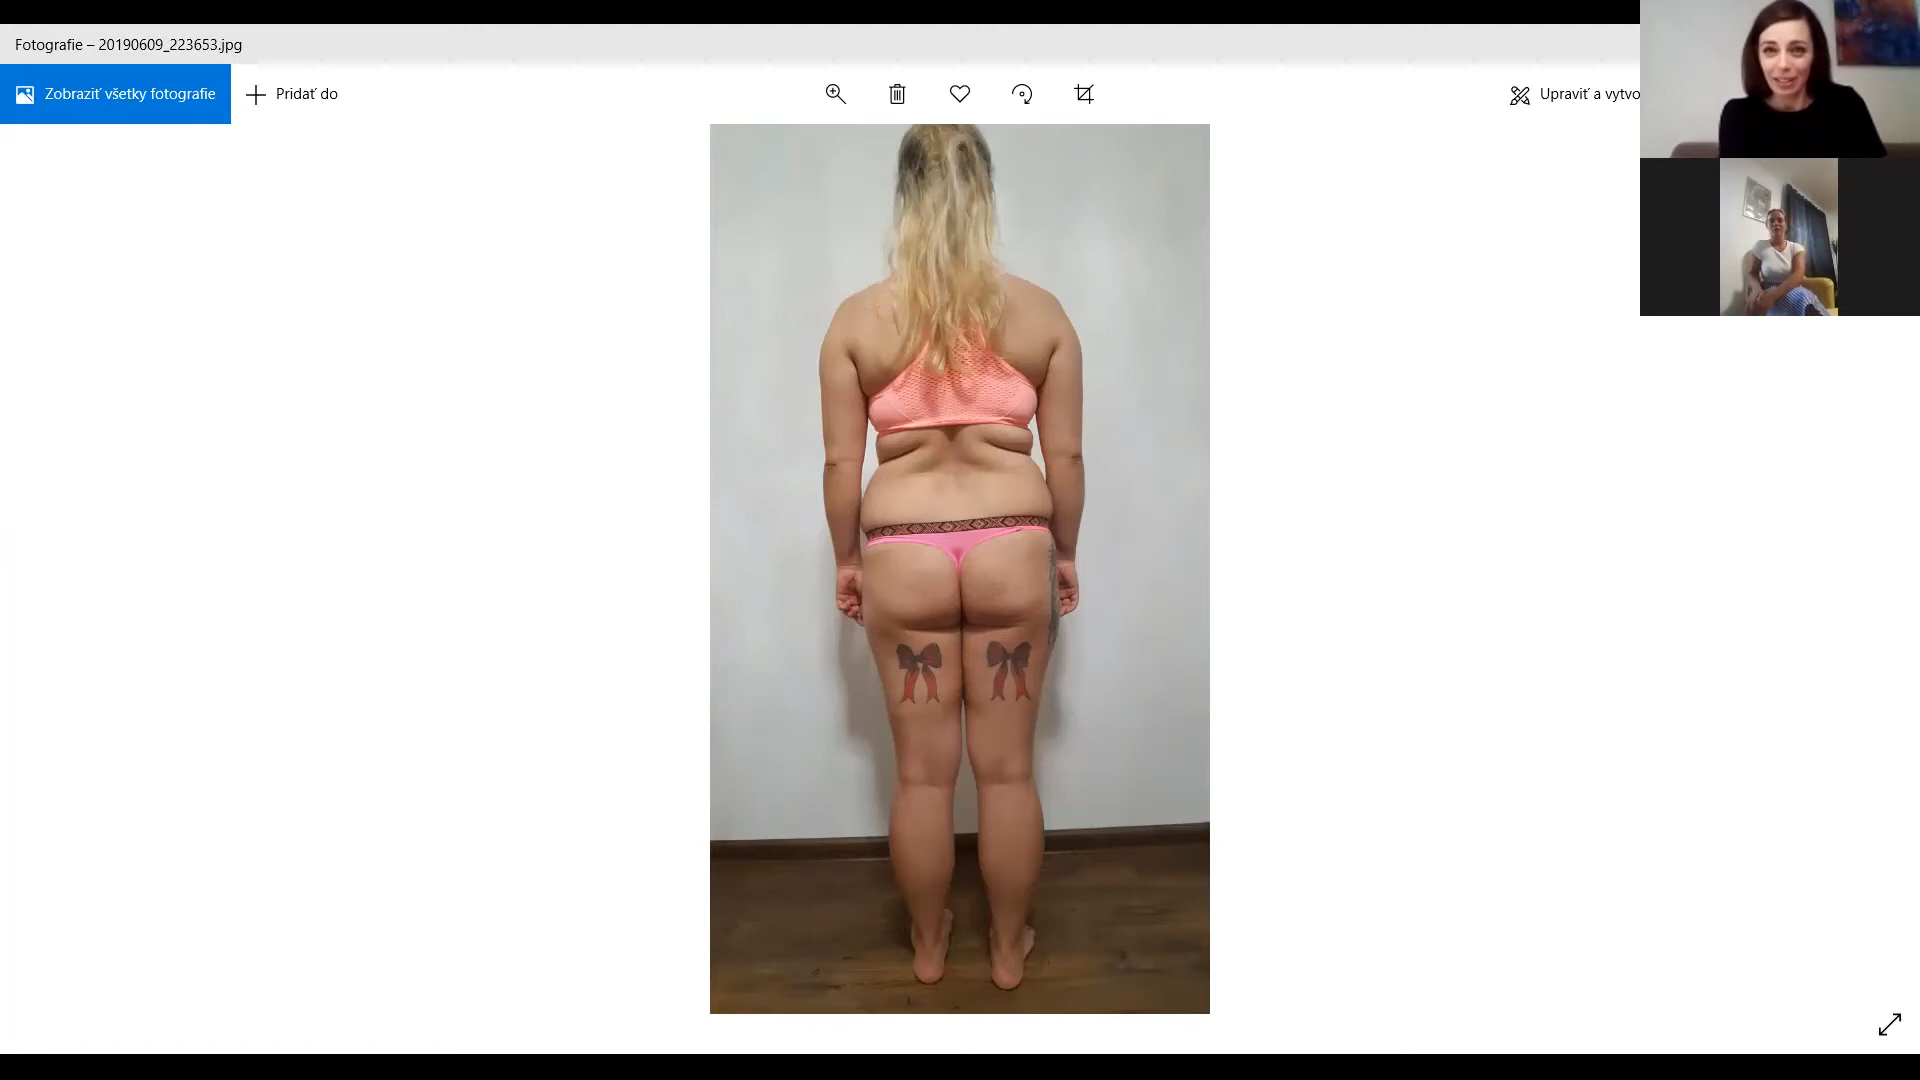 Fotografie – 20190609_223653.jpg
Zobraziť všetky fotografie
Pridať do
Upraviť a vytvo